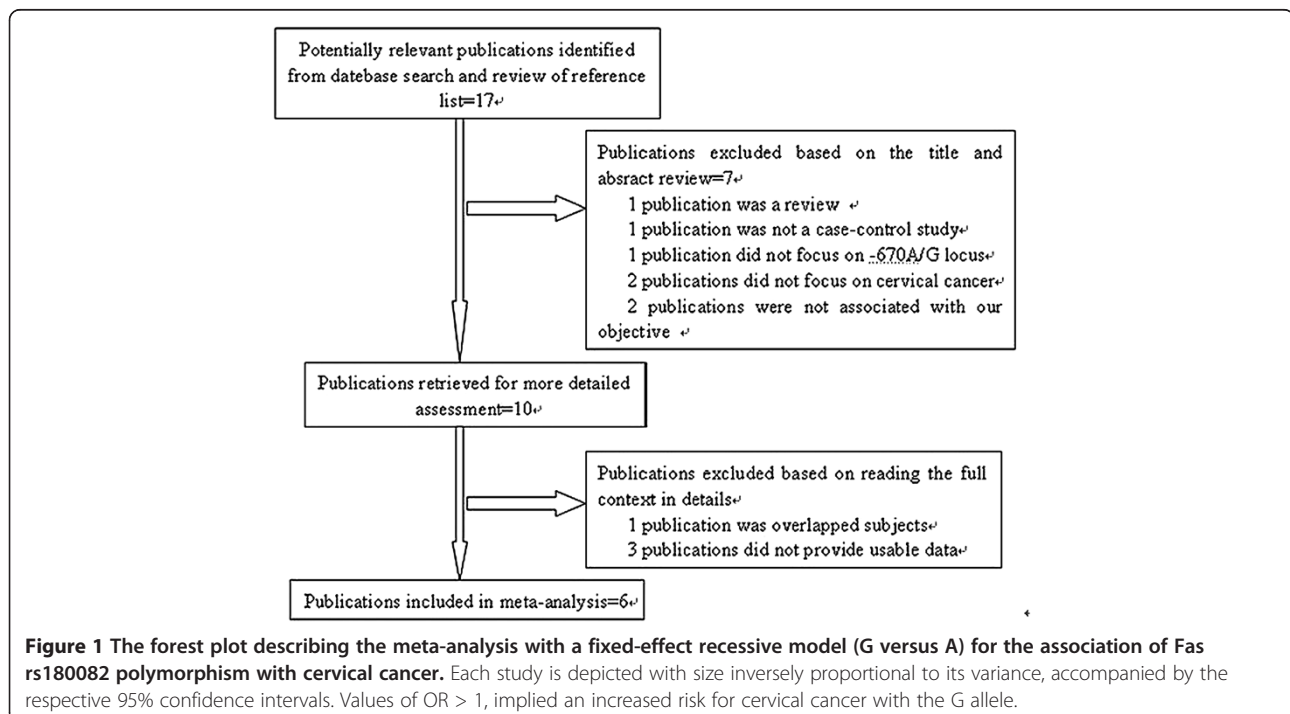 Potentially relevant publications identified
from datebase search and review of reference
list=17↵
Publications excluded based on the title and
absract review=7↵
1 publication was a review ↵
1 publication was not a case-control study↵
1 publication did not focus on -670A/G locus↵
2 publications did not focus on cervical cancer↵
2 publications were not associated with our
objective ↵
Publications retrieved for more detailed
assessment=10↵
Publications excluded based on reading the full
context in details↵
1 publication was overlapped subjects↵
3 publications did not provide usable data↵
Publications included in meta-analysis=6↵
Figure 1 The forest plot describing the meta-analysis with a fixed-effect recessive model (G versus A) for the association of Fas
rs180082 polymorphism with cervical cancer. Each study is depicted with size inversely proportional to its variance, accompanied by the
respective 95% confidence intervals. Values of OR > 1, implied an increased risk for cervical cancer with the G allele.